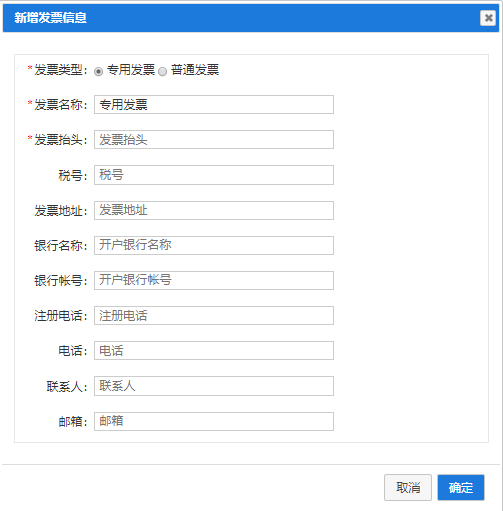 新增发票信息
*发票类型: 专用发票 普通发票
*发票名称: 专用发票
*发票抬头: 发票抬头
税号: 税号
发票地址: 发票地址
银行名称: 开户银行名称
银行帐号: 开户银行帐号
注册电话: 注册电话
电话: 电话
联系人: 联系人
邮箱: 邮箱
取消 确定